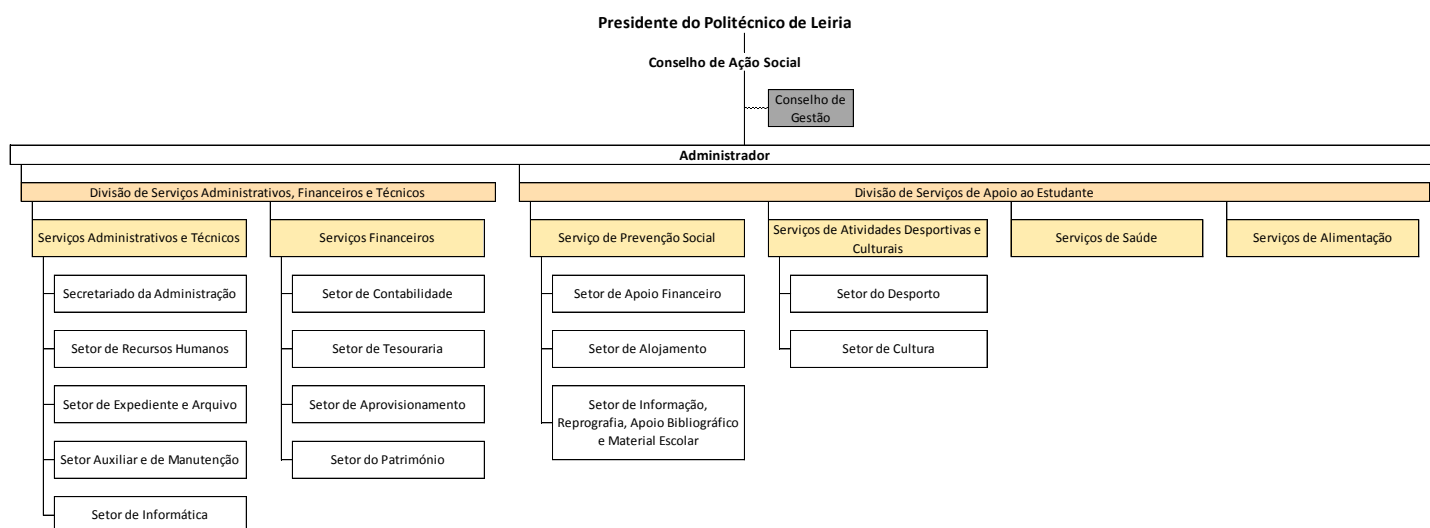 Presidente do Politécnico de Leiria
Conselho de Ação Social
Conselho de
Gestão
Administrador
Divisão de Serviços Administrativos, Financeiros e Técnicos
Divisão de Serviços de Apoio ao Estudante
Serviços Administrativos e Técnicos
Serviços Financeiros
Serviço de Prevenção Social
Serviços de Atividades Desportivas e
Culturais
Serviços de Saúde
Serviços de Alimentação
Secretariado da Administração
Setor de Contabilidade
Setor de Apoio Financeiro
Setor do Desporto
Setor de Recursos Humanos
Setor de Tesouraria
Setor de Alojamento
Setor de Cultura
Setor de Expediente e Arquivo
Setor de Aprovisionamento
Setor de Informação,
Reprografia, Apoio Bibliográfico
e Material Escolar
Setor Auxiliar e de Manutenção
Setor do Património
Setor de Informática